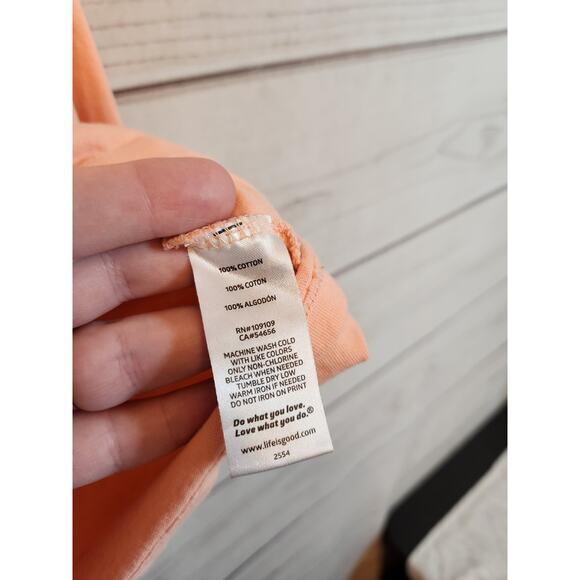 100% COTTON
100% COTON
100% ALGODÓN
RN#109109
CA#54656
MACHINE WASH COLD
WITH LIKE COLORS
ONLY NON-CHLORINE
BLEACH WHEN NEEDED
TUMBLE DRY LOW
WARM IRON IF NEEDED
DO NOT IRON ON PRINT
Do what you love.
Love what you do.®
www.lifeisgood.com
2554